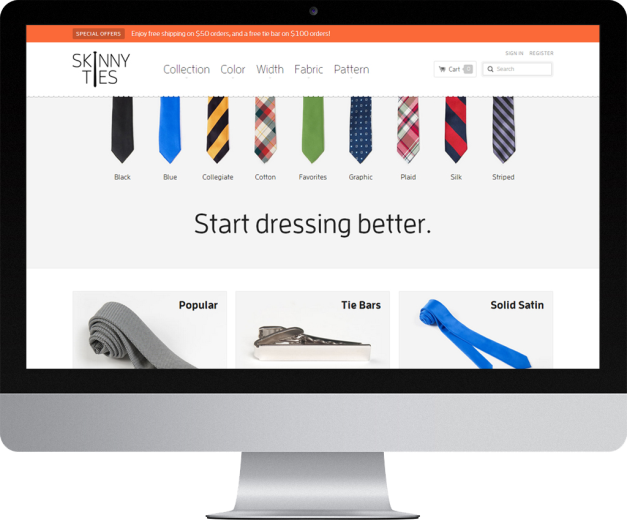 SPECIAL OFFERS Enjoy free shipping on $50 orders, and a free tie bar on $100 orders!
SIGN IN REGISTER
SKINNY TIES
Collection Color Width Fabric Pattern
Cart
Search
Black Blue Collegiate Cotton Favorites Graphic Plaid Silk Striped
Start dressing better.
Popular Tie Bars Solid Satin